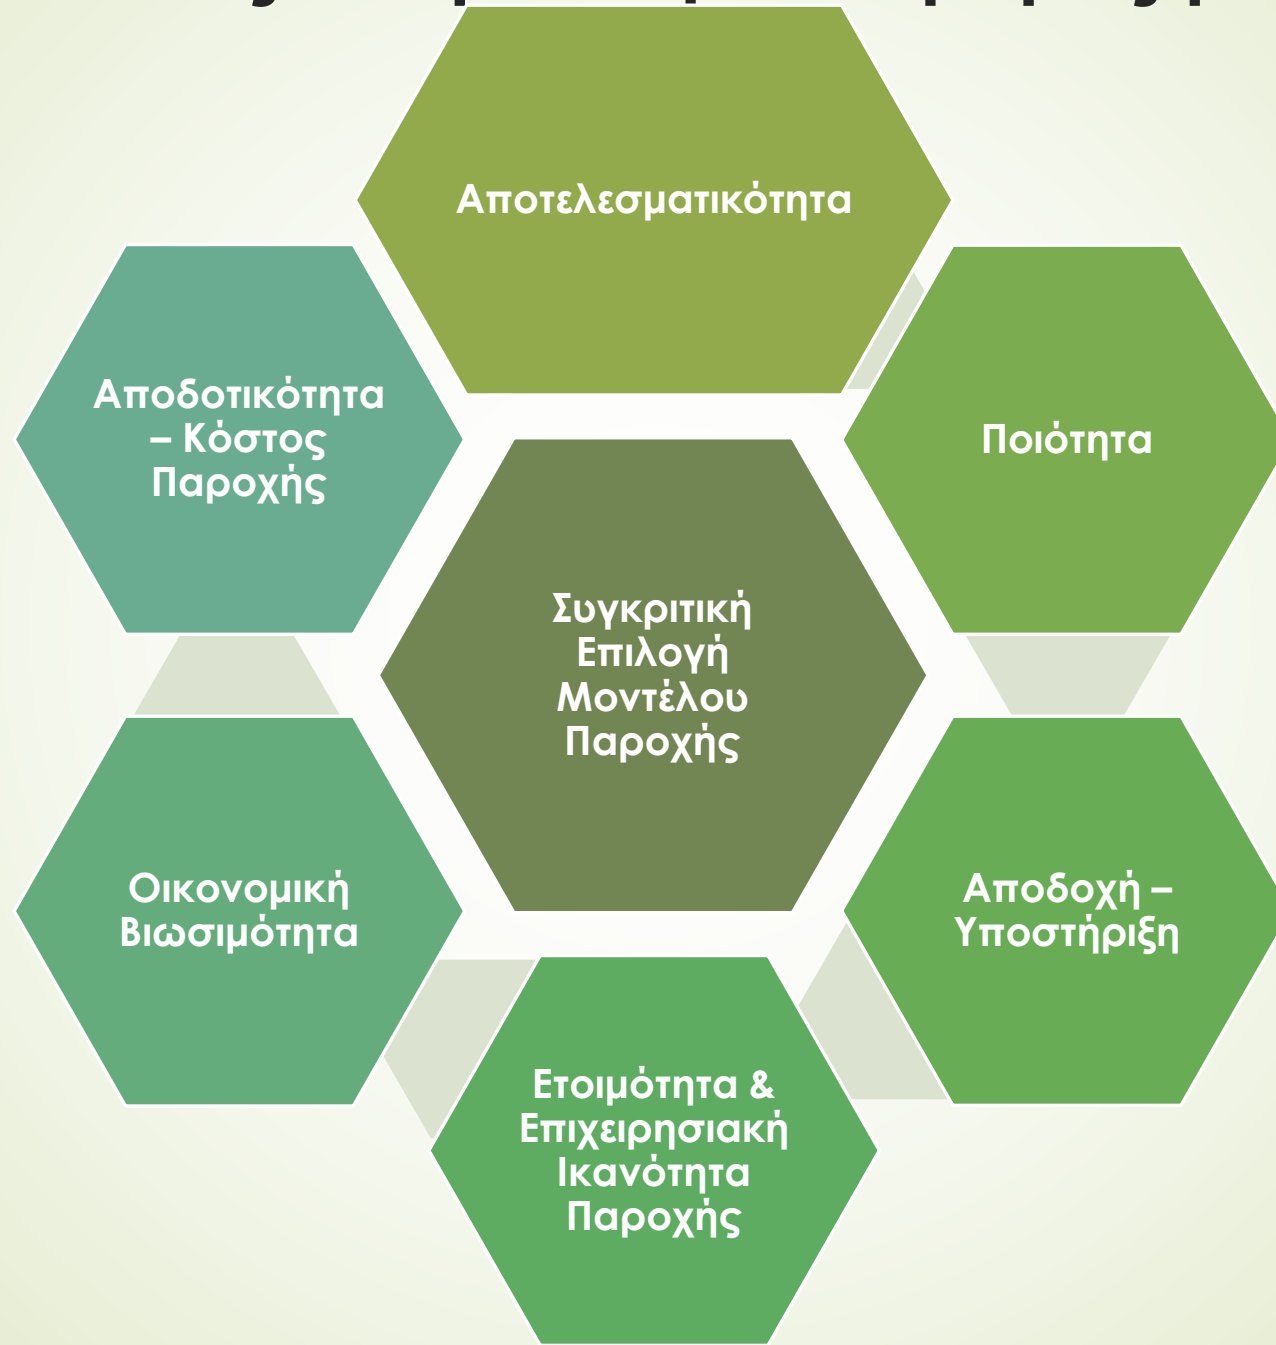 Αποτελεσματικότητα
Ποιότητα
Αποδοχή –
Υποστήριξη
Ετοιμότητα &
Επιχειρησιακή
Ικανότητα
Παροχής
Οικονομική
Βιωσιμότητα
Αποδοτικότητα
– Κόστος
Παροχής
Συγκριτική
Επιλογή
Μοντέλου
Παροχής